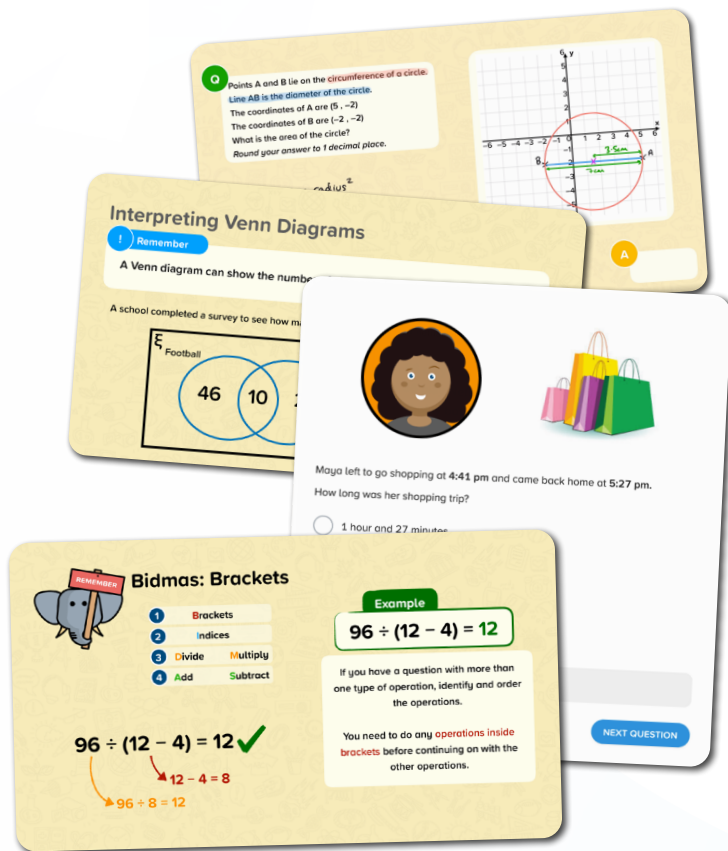 Q
Points A and B lie on the circumference of a circle.
Line AB is the diameter of the circle.
The coordinates of A are (5 , −2)
The coordinates of B are (−2 , −2)
What is the area of the circle?
Round your answer to 1 decimal place.
radius²
y
6
5
4
3
2
1
x
−6 −5 −4 −3 −2 −1 0 1 2 3 4 5 6
−1
−3
−4
−5
3.5cm
A
B
7cm
A
Interpreting Venn Diagrams
! Remember
A Venn diagram can show the
A school completed a survey to see how
ξ
Football
46 10
Maya left to go shopping at 4:41 pm and came back home at 5:27 pm.
How long was her shopping trip?
1 hour and 27 minutes
NEXT QUESTION
REMEMBER
Bidmas: Brackets
1 Brackets
2 Indices
3 Divide Multiply
4 Add Subtract
96 ÷ (12 − 4) = 12
12 − 4 = 8
96 ÷ 8 = 12
Example
96 ÷ (12 − 4) = 12
If you have a question with more than
one type of operation, identify and order
the operations.
You need to do any operations inside
brackets before continuing on with the
other operations.